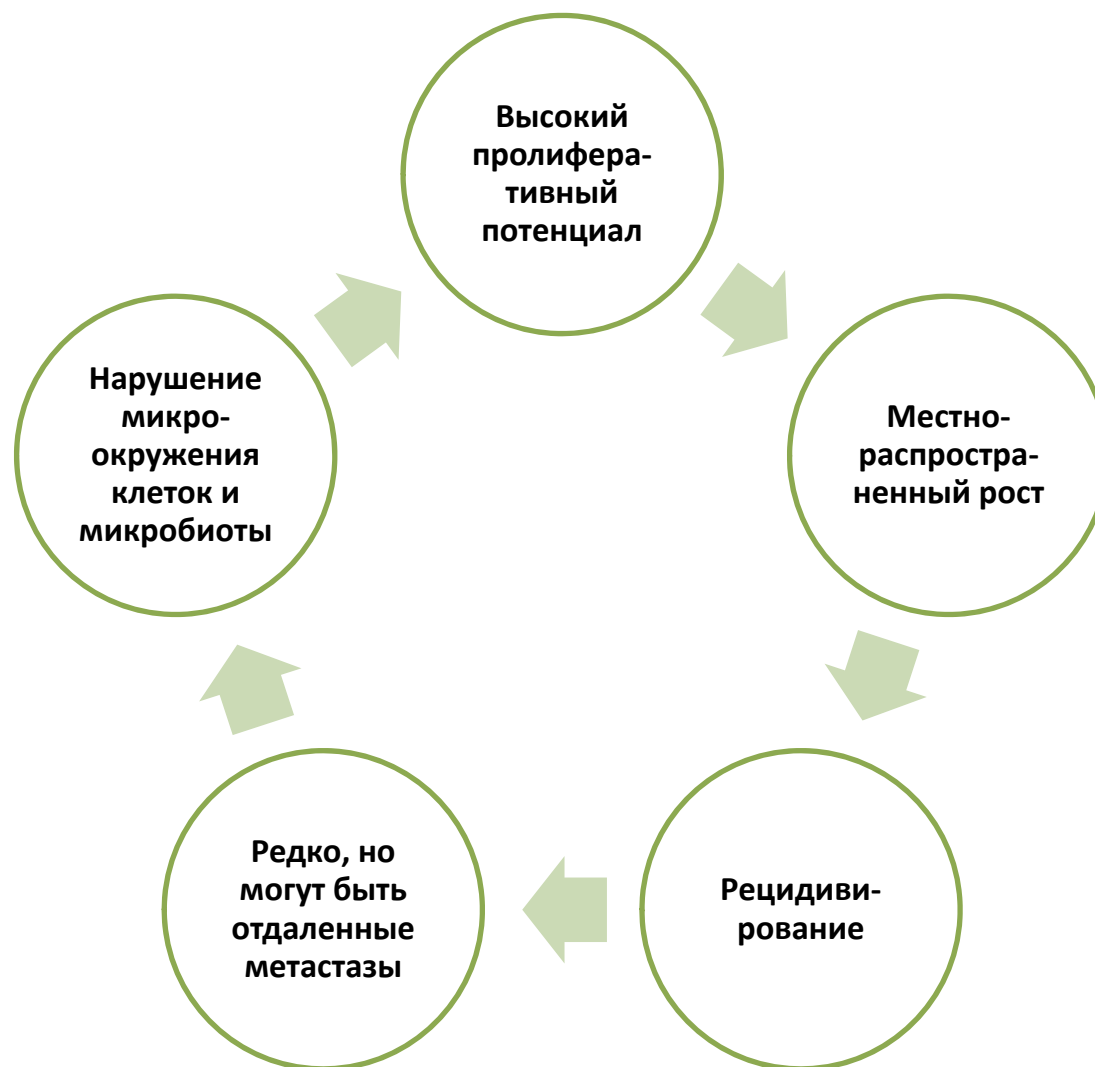 Высокий
пролифера-
тивный
потенциал
Местно-
распростра-
ненный рост
Рецидиви-
рование
Редко, но
могут быть
отдаленные
метастазы
Нарушение
микро-
окружения
клеток и
микробиоты